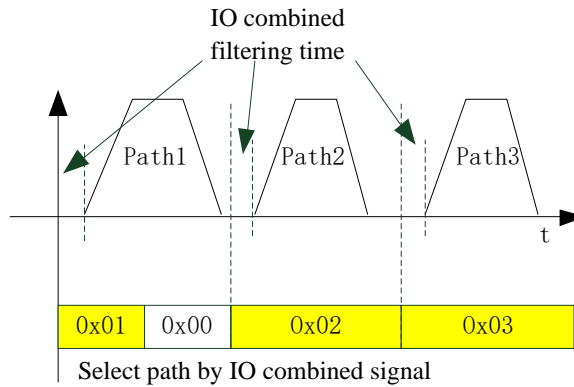 IO combined
filtering time
Path1
Path2
Path3
t
0x01
0x00
0x02
0x03
Select path by IO combined signal